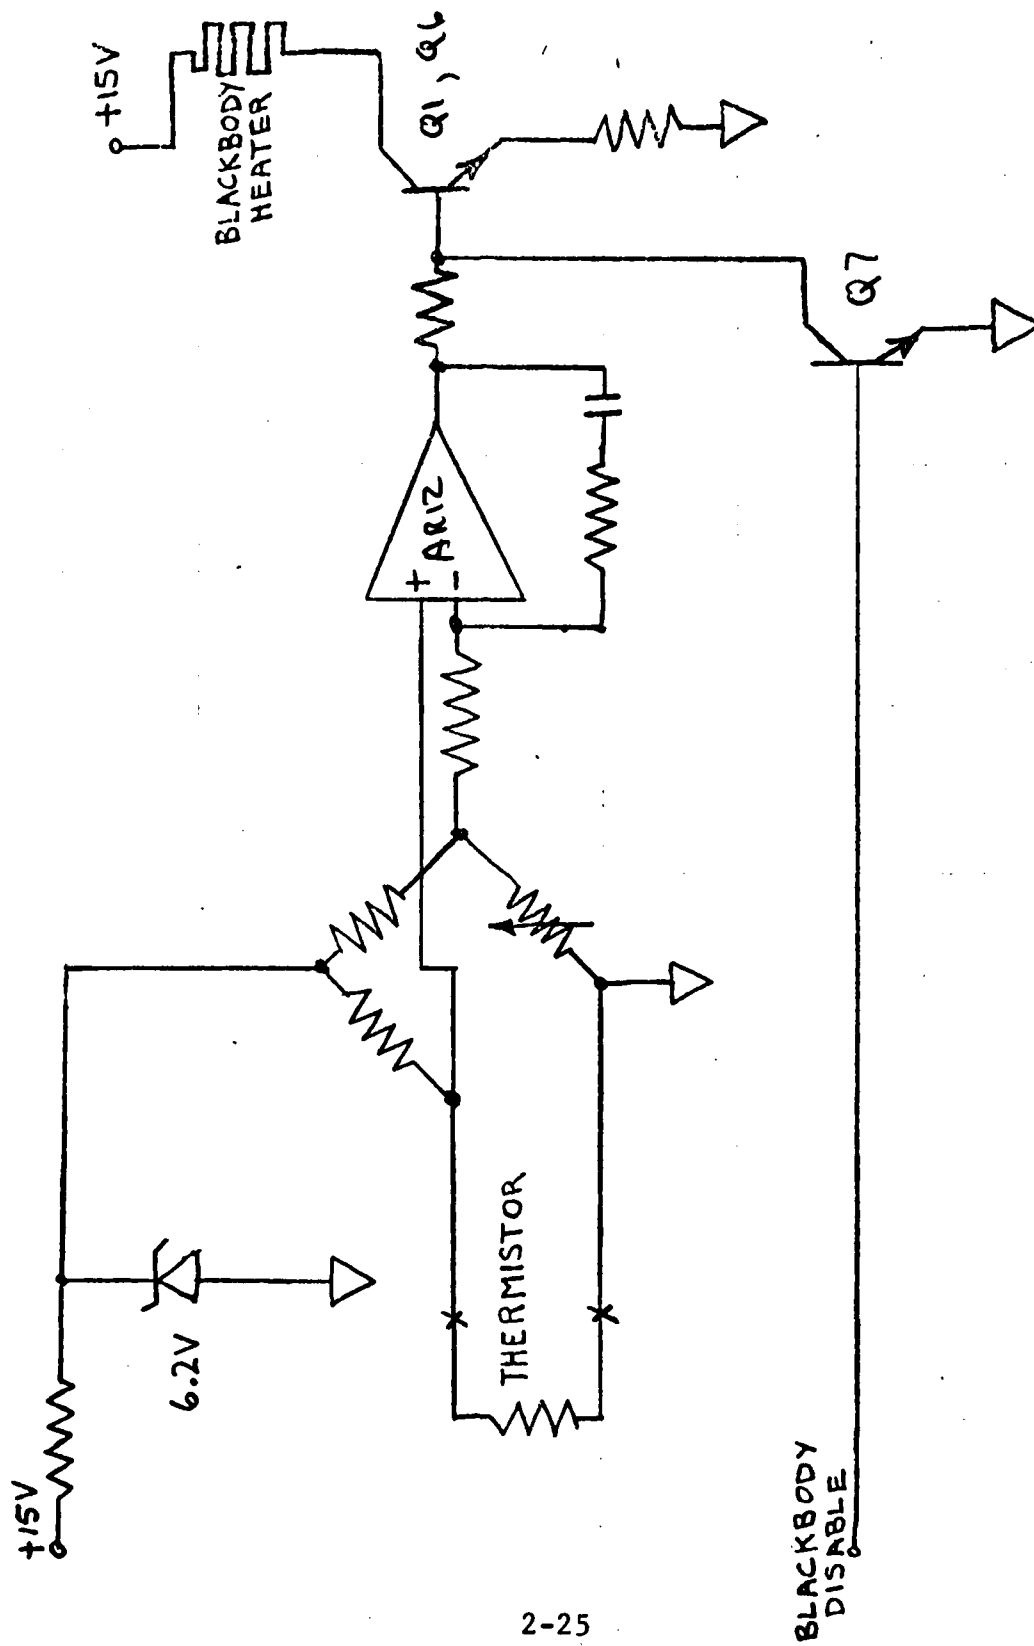 +15V
BLACKBODY
HEATER
Q1, Q6
+15V
6.2V
THERMISTOR
+
-
AR12
Q7
BLACKBODY
DISABLE
2-25